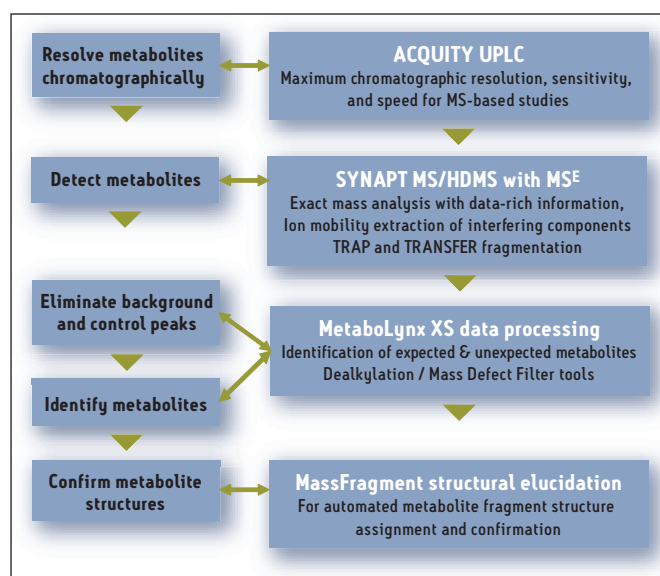 Resolve metabolites
chromatographically
ACQUITY UPLC
Maximum chromatographic resolution, sensitivity,
and speed for MS-based studies
Detect metabolites
SYNAPT MS/HDMS with MSᴱ
Exact mass analysis with data-rich information,
Ion mobility extraction of interfering components
TRAP and TRANSFER fragmentation
Eliminate background
and control peaks
MetaboLynx XS data processing
Identification of expected & unexpected metabolites
Dealkylation / Mass Defect Filter tools
Identify metabolites
Confirm metabolite
structures
MassFragment structural elucidation
For automated metabolite fragment structure
assignment and confirmation